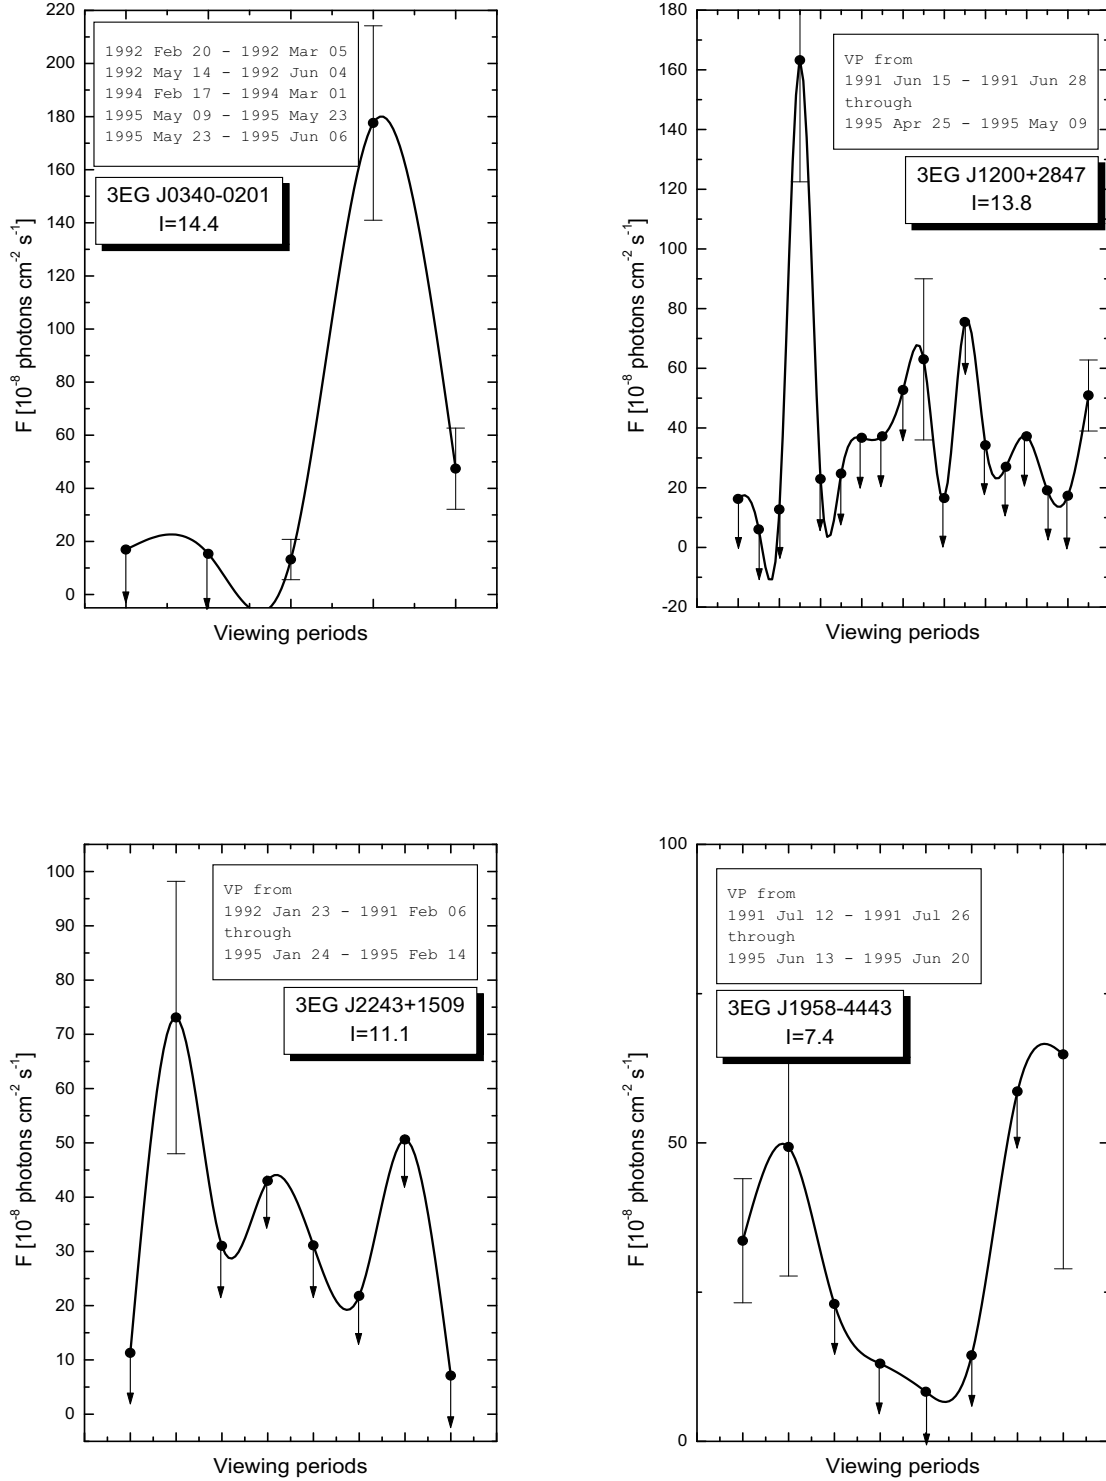 220
200
180
160
140
120
100
80
60
40
20
0
F [10⁻⁸ photons cm⁻² s⁻¹]
1992 Feb 20 - 1992 Mar 05
1992 May 14 - 1992 Jun 04
1994 Feb 17 - 1994 Mar 01
1995 May 09 - 1995 May 23
1995 May 23 - 1995 Jun 06
3EG J0340-0201
I=14.4
Viewing periods
180
160
140
120
100
80
60
40
20
0
-20
F [10⁻⁸ photons cm⁻² s⁻¹]
VP from
1991 Jun 15 - 1991 Jun 28
through
1995 Apr 25 - 1995 May 09
3EG J1200+2847
I=13.8
Viewing periods
100
90
80
70
60
50
40
30
20
10
0
F [10⁻⁸ photons cm⁻² s⁻¹]
VP from
1992 Jan 23 - 1991 Feb 06
through
1995 Jan 24 - 1995 Feb 14
3EG J2243+1509
I=11.1
Viewing periods
100
50
0
F [10⁻⁸ photons cm⁻² s⁻¹]
VP from
1991 Jul 12 - 1991 Jul 26
through
1995 Jun 13 - 1995 Jun 20
3EG J1958-4443
I=7.4
Viewing periods